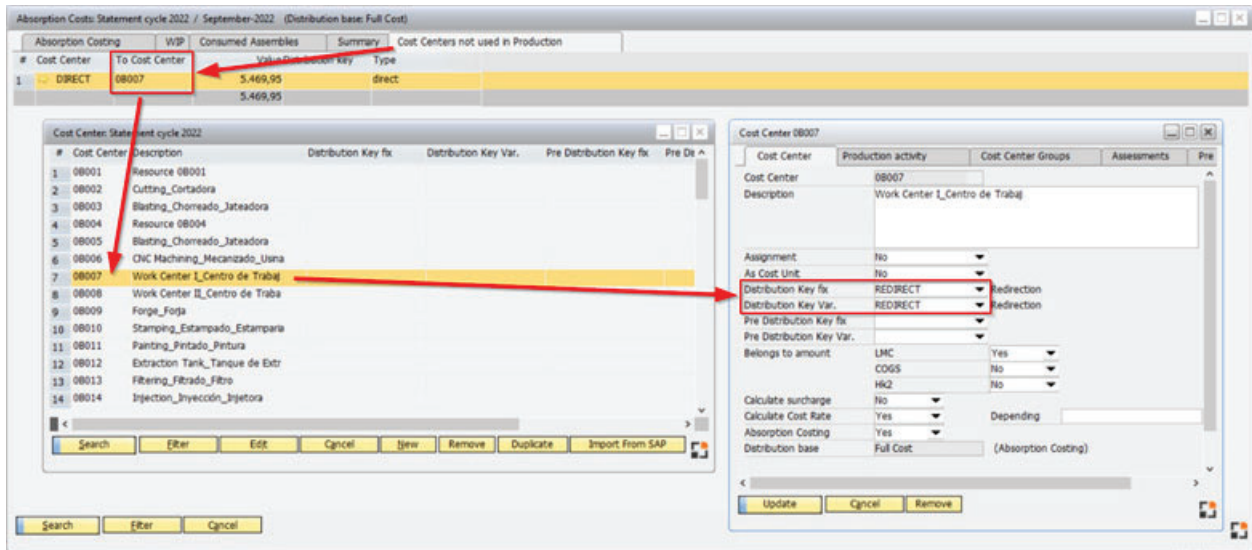 Absorption Costs: Statement cycle 2022 / September-2022 (Distribution base: Full Cost)
Absorption Costing WIP Consumed Assemblies Summary Cost Centers not used in Production
# Cost Center To Cost Center Value Distribution Key Type
1 DIRECT 0B007 5.469,95 direct
5.469,95
Cost Center: Statement cycle 2022
# Cost Center Description Distribution Key fix Distribution Key Var. Pre Distribution Key fix Pre Di
1 0B001 Resource 0B001
2 0B002 Cutting_Cortadora
3 0B003 Blasting_Chorreado_Jateadora
4 0B004 Resource 0B004
5 0B005 Blasting_Chorreado_Jateadora
6 0B006 CNC Machining_Mecanizado_Usina
7 0B007 Work Center I_Centro de Trabaj
8 0B008 Work Center II_Centro de Traba
9 0B009 Forge_Forja
10 0B010 Stamping_Estampado_Estamparia
11 0B011 Painting_Pintado_Pintura
12 0B012 Extraction Tank_Tanque de Extr
13 0B013 Filtering_Filtrado_Filtro
14 0B014 Injection_Inyección_Injetora
Search Filter Edit Cancel New Remove Duplicate Import From SAP
Cost Center 0B007
Cost Center Production activity Cost Center Groups Assessments Pre
Cost Center 0B007
Description Work Center I_Centro de Trabaj
Assignment No
As Cost Unit No
Distribution Key fix REDIRECT Redirection
Distribution Key Var. REDIRECT Redirection
Pre Distribution Key fix
Pre Distribution Key Var.
Belongs to amount LMC Yes
COGS No
Hk2 No
Calculate surcharge No
Calculate Cost Rate Yes Depending
Absorption Costing Yes
Distribution base Full Cost (Absorption Costing)
Update Cancel Remove
Search Filter Cancel